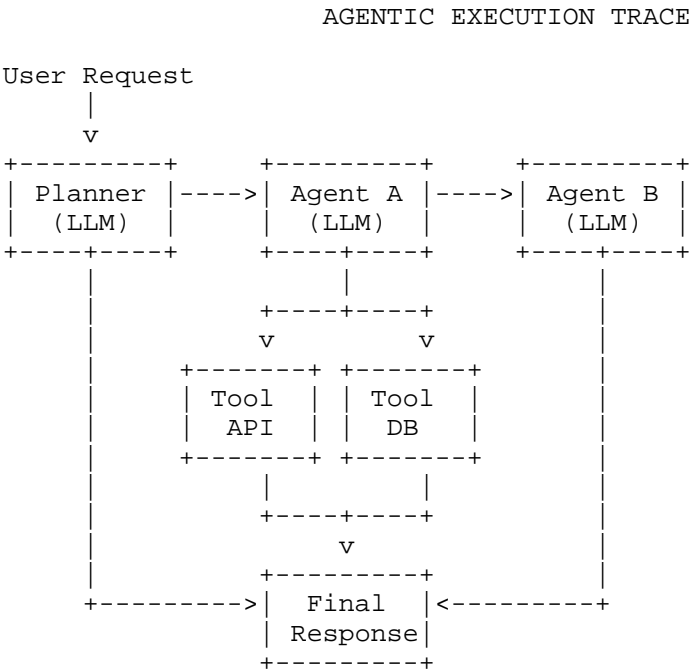 AGENTIC EXECUTION TRACE
User Request
Planner
(LLM)
Agent A
(LLM)
Agent B
(LLM)
Tool
API
Tool
DB
Final
Response